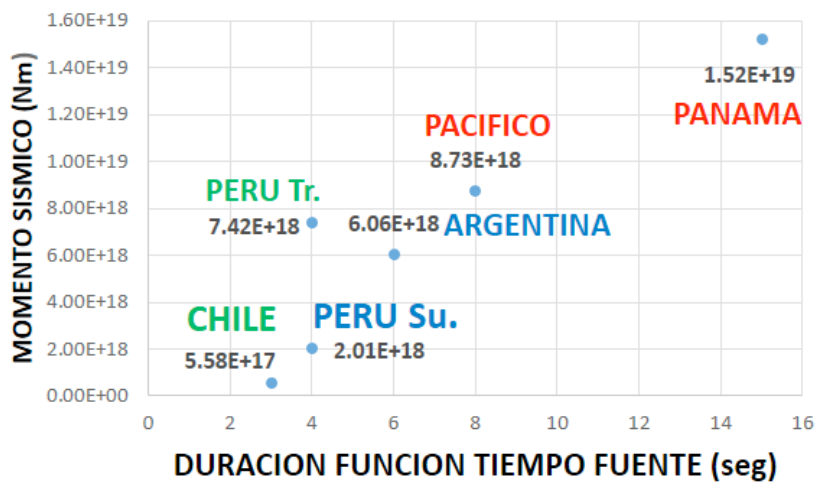 MOMENTO SISMICO (Nm)
1.60E+19
1.40E+19
1.20E+19
1.00E+19
8.00E+18
6.00E+18
4.00E+18
2.00E+18
0.00E+00
1.52E+19
PANAMA
PACIFICO
8.73E+18
PERU Tr.
7.42E+18
6.06E+18
ARGENTINA
CHILE
5.58E+17
PERU Su.
2.01E+18
0 2 4 6 8 10 12 14 16
DURACION FUNCION TIEMPO FUENTE (seg)